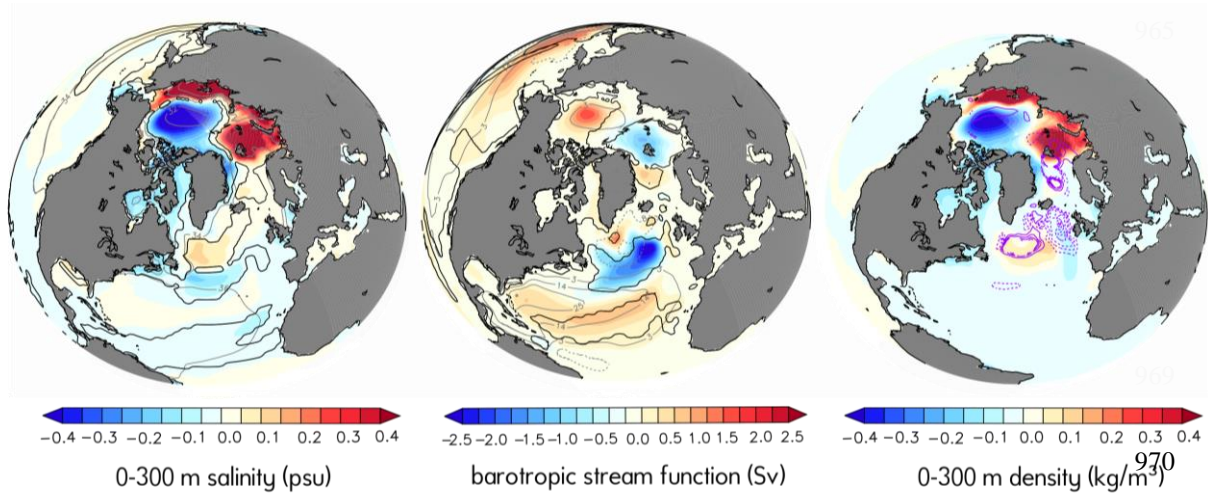 965
14
25
14
969
-0.4 -0.3 -0.2 -0.1 0.0 0.1 0.2 0.3 0.4
-2.5 -2.0 -1.5 -1.0 -0.5 0.0 0.5 1.0 1.5 2.0 2.5
-0.4 -0.3 -0.2 -0.1 0.0 0.1 0.2 0.3 0.4
0-300 m salinity (psu)
barotropic stream function (Sv)
0-300 m density (kg/m³)
970